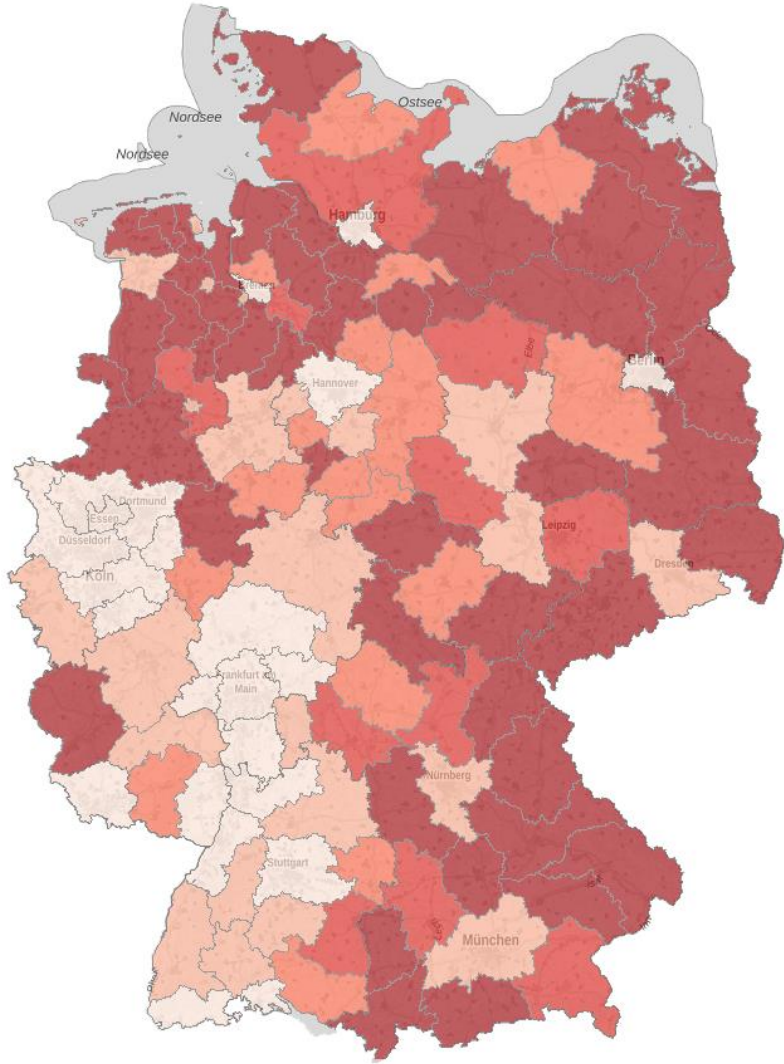 Ostsee
Nordsee
Nordsee
Hamburg
Bremen
Elbe
Berlin
Hannover
Dortmund
Essen
Düsseldorf
Köln
Leipzig
Dresden
Frankfurt am
Main
Nürnberg
Stuttgart
München